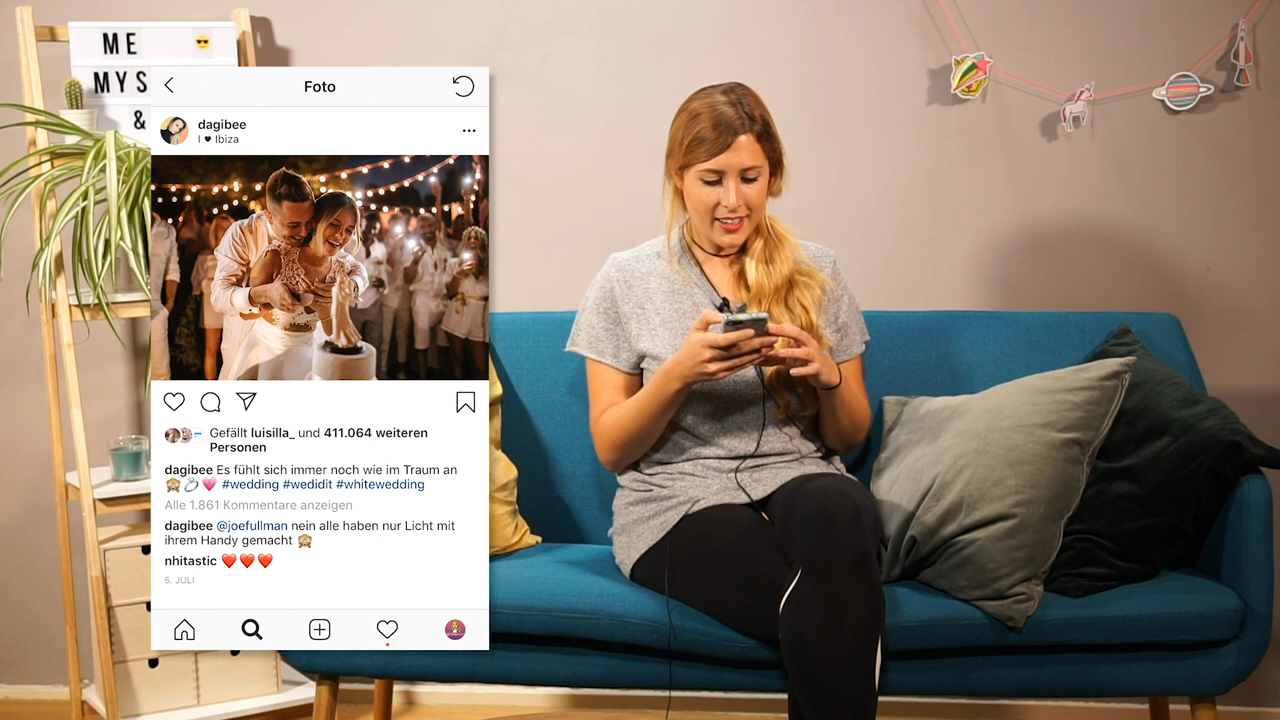 ME
MYS
&
Foto
dagibee
I ♥ Ibiza
Gefällt luisilla_ und 411.064 weiteren
Personen
dagibee Es fühlt sich immer noch wie im Traum an
🙈💍💗 #wedding #wedidit #whitewedding
Alle 1.861 Kommentare anzeigen
dagibee @joefullman nein alle haben nur Licht mit
ihrem Handy gemacht 🙈
nhitastic ❤️❤️❤️
5. JULI